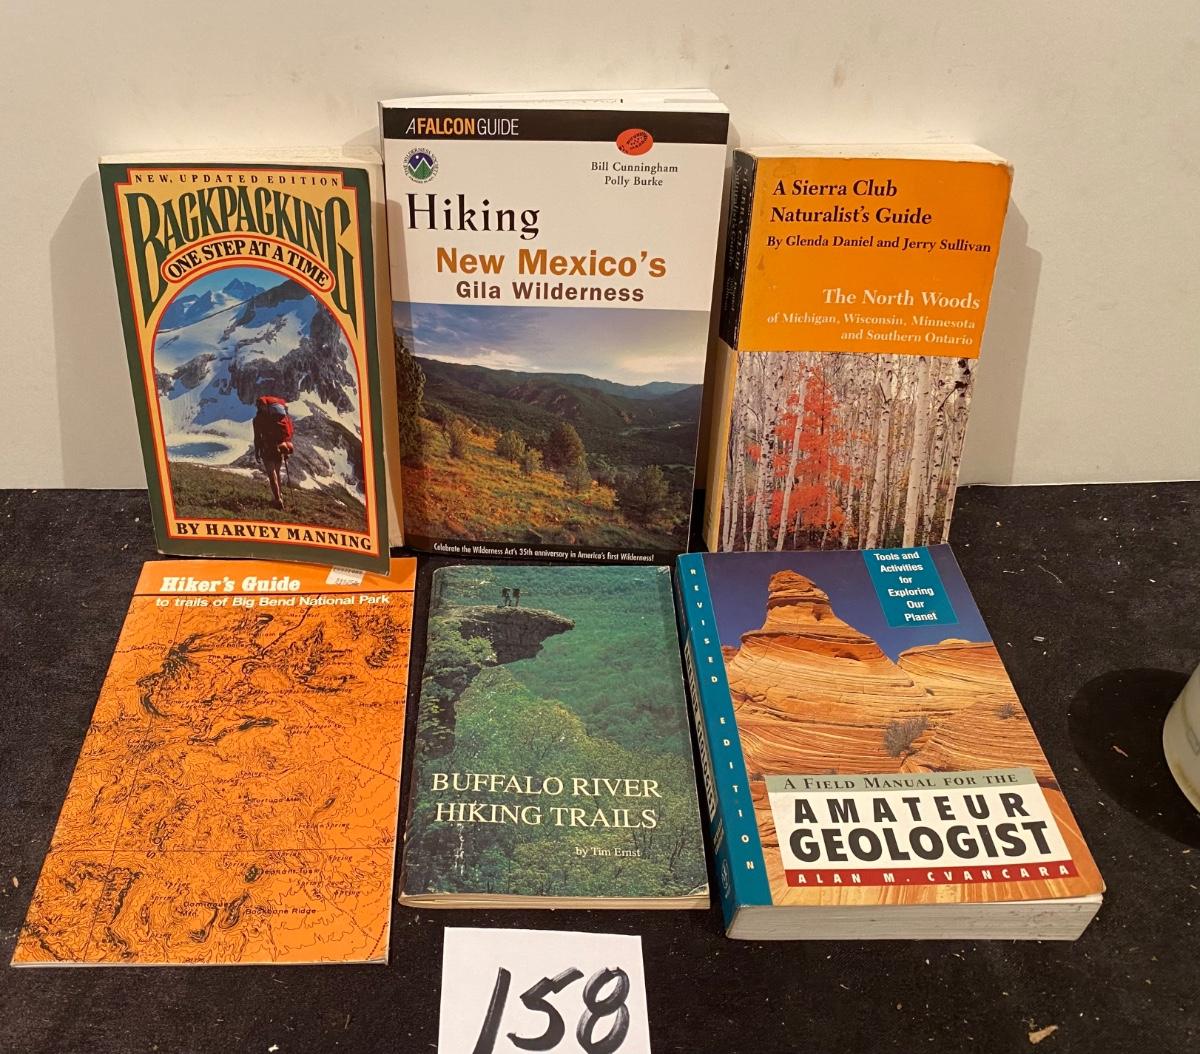 NEW, UPDATED EDITION
BACKPACKING
ONE STEP AT A TIME
BY HARVEY MANNING
A FALCON GUIDE
Bill Cunningham
Polly Burke
Hiking
New Mexico's
Gila Wilderness
Celebrate the Wilderness Act's 35th anniversary in America's first Wilderness!
A Sierra Club
Naturalist's Guide
By Glenda Daniel and Jerry Sullivan
The North Woods
of Michigan, Wisconsin, Minnesota
and Southern Ontario
Hiker's Guide
to trails of Big Bend National Park
Backbone Ridge
BUFFALO RIVER
HIKING TRAILS
by Tim Ernst
REVISED EDITION
Tools and
Activities
for
Exploring
Our
Planet
A FIELD MANUAL FOR THE
AMATEUR
GEOLOGIST
ALAN M. CVANCARA
158